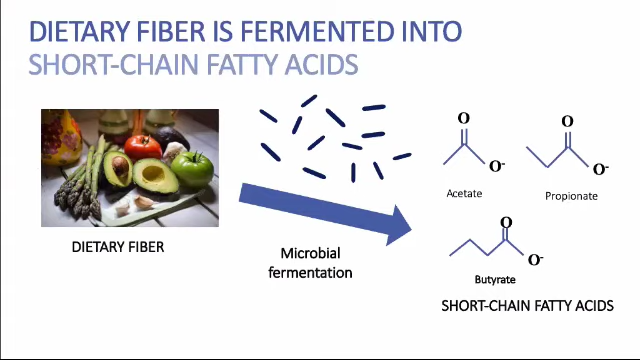 DIETARY FIBER IS FERMENTED INTO
SHORT-CHAIN FATTY ACIDS
O
O-
Acetate
O
O-
Propionate
DIETARY FIBER
Microbial
fermentation
O
O-
Butyrate
SHORT-CHAIN FATTY ACIDS